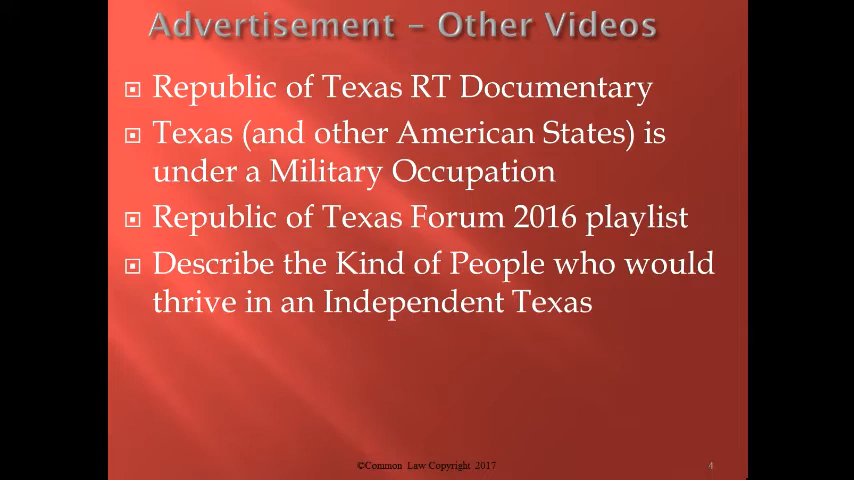 Advertisement – Other Videos
Republic of Texas RT Documentary
Texas (and other American States) is
under a Military Occupation
Republic of Texas Forum 2016 playlist
Describe the Kind of People who would
thrive in an Independent Texas
©Common Law Copyright 2017
4